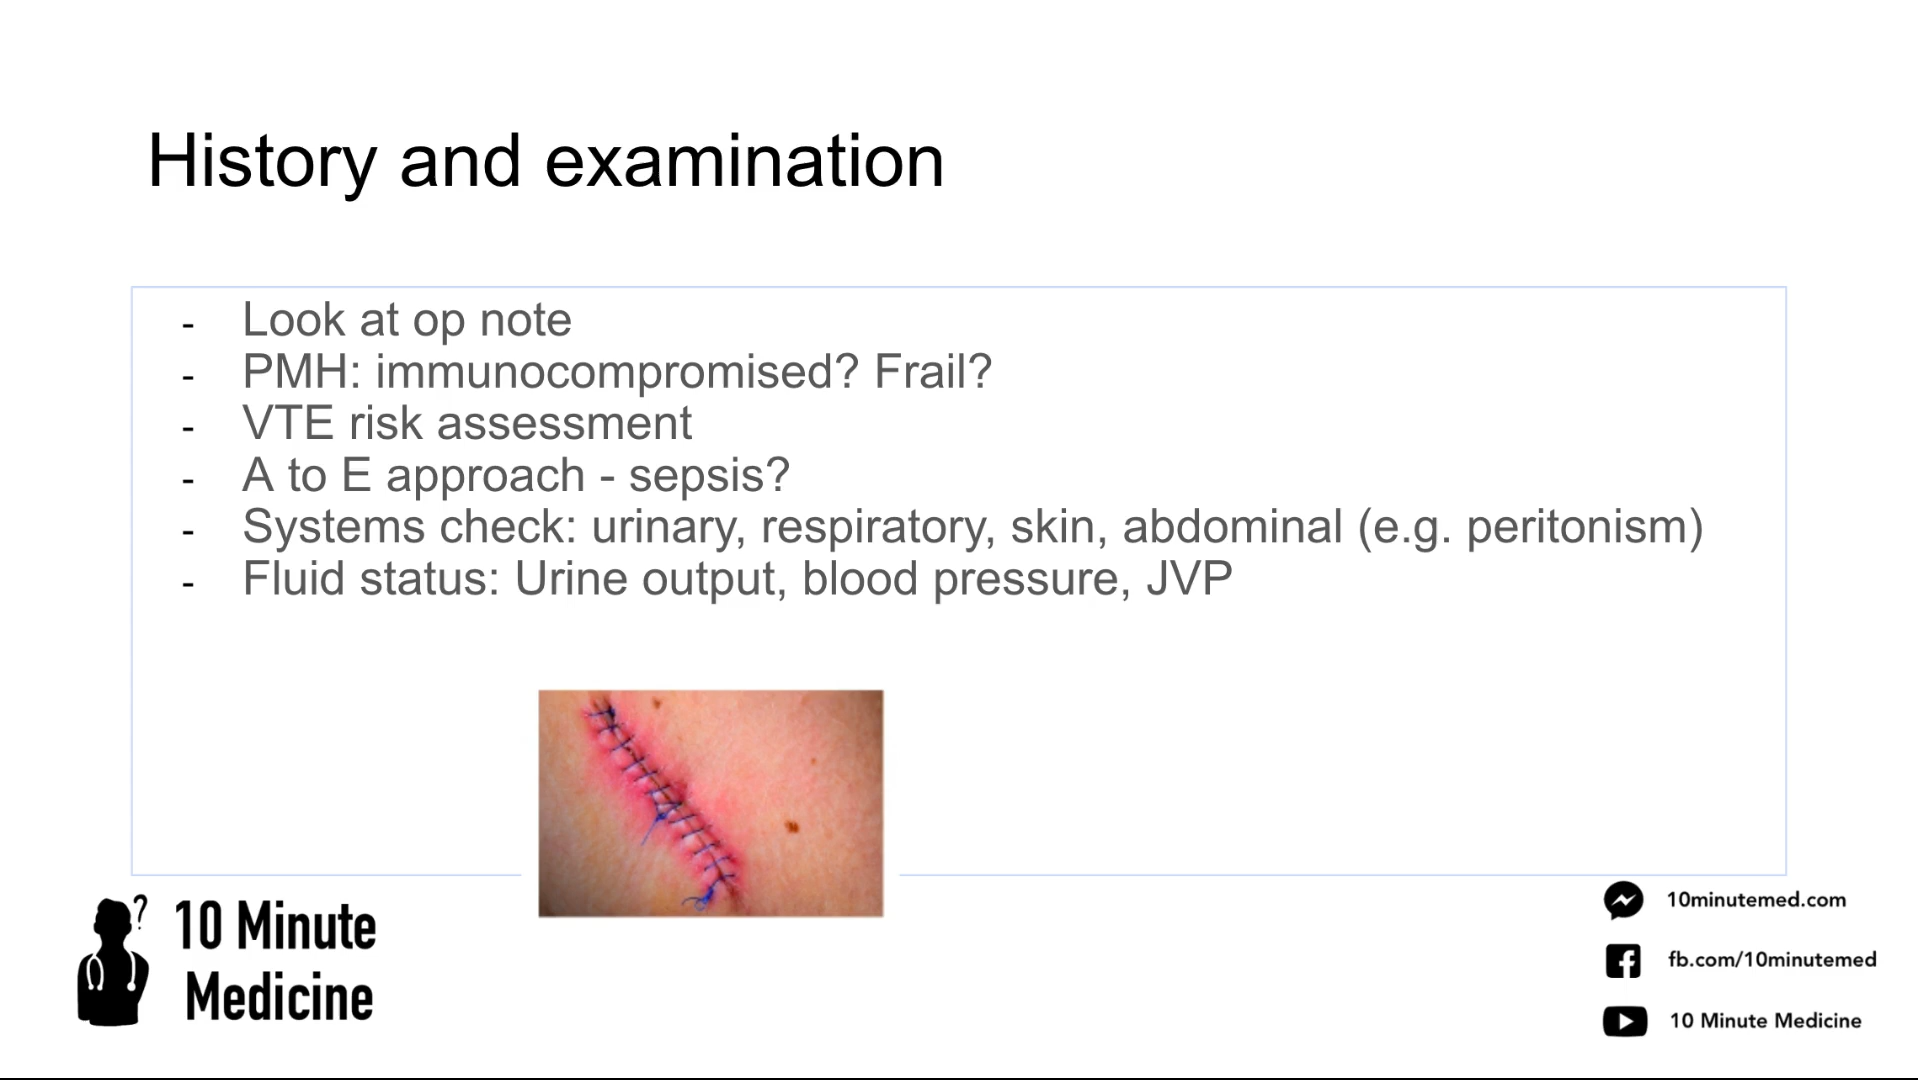 History and examination
- Look at op note
- PMH: immunocompromised? Frail?
- VTE risk assessment
- A to E approach - sepsis?
- Systems check: urinary, respiratory, skin, abdominal (e.g. peritonism)
- Fluid status: Urine output, blood pressure, JVP
?
10 Minute
Medicine
10minutemed.com
fb.com/10minutemed
10 Minute Medicine